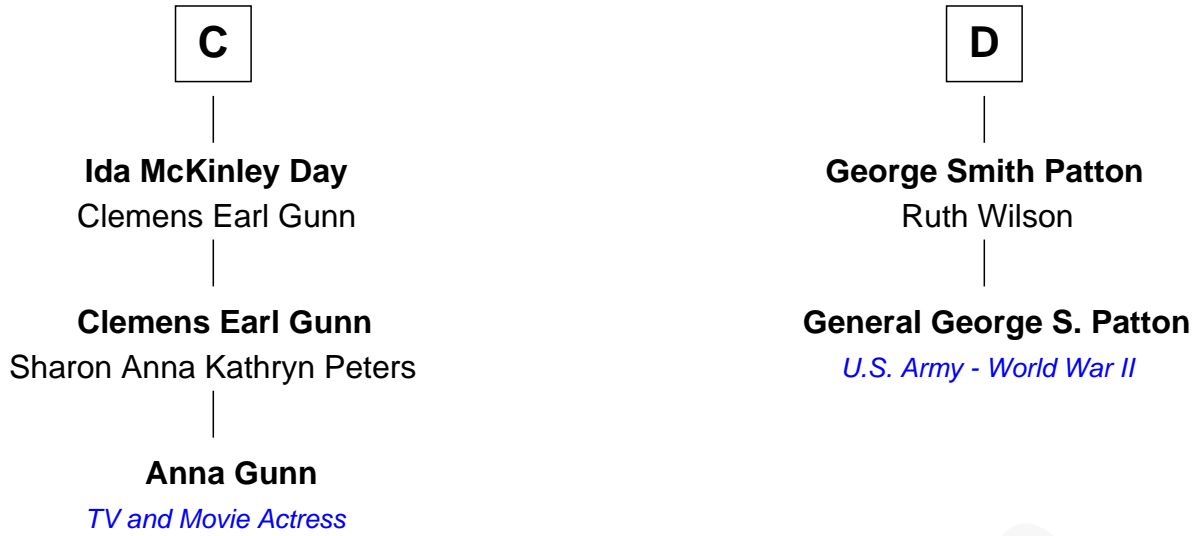 C
D
Ida McKinley Day
Clemens Earl Gunn
George Smith Patton
Ruth Wilson
Clemens Earl Gunn
Sharon Anna Kathryn Peters
General George S. Patton
U.S. Army - World War II
Anna Gunn
TV and Movie Actress